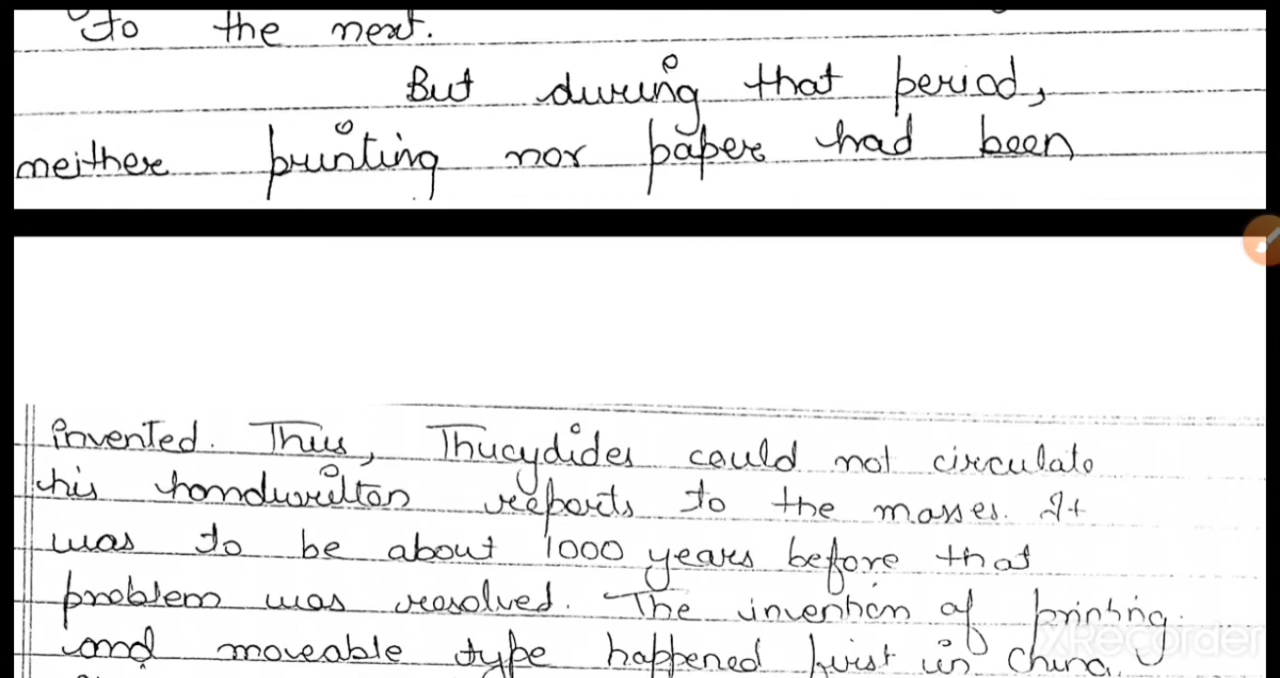 to the next.
But during that period,
neither printing nor paper had been
invented. Thus, Thucydides could not circulate
his handwritten reports to the masses. It
was to be about 1000 years before that
problem was resolved. The invention of printing
and moveable type happened first in China.
XRecorder